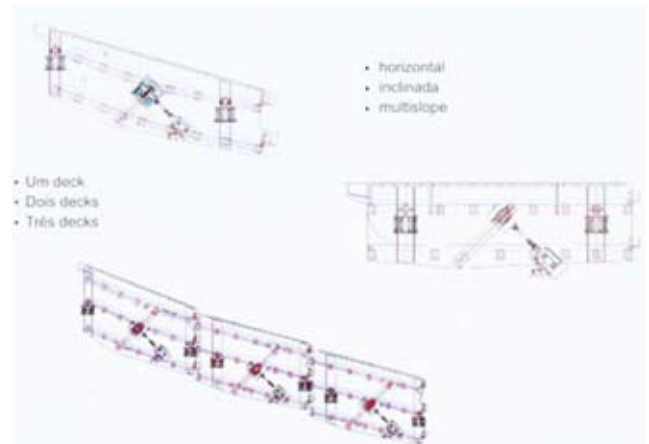 • horizontal
• inclinada
• multislope
• Um deck
• Dois decks
• Três decks